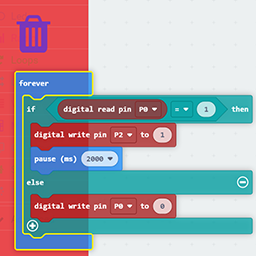 forever
if digital read pin P0 = 1 then
digital write pin P2 to 1
pause (ms) 2000
else
digital write pin P0 to 0